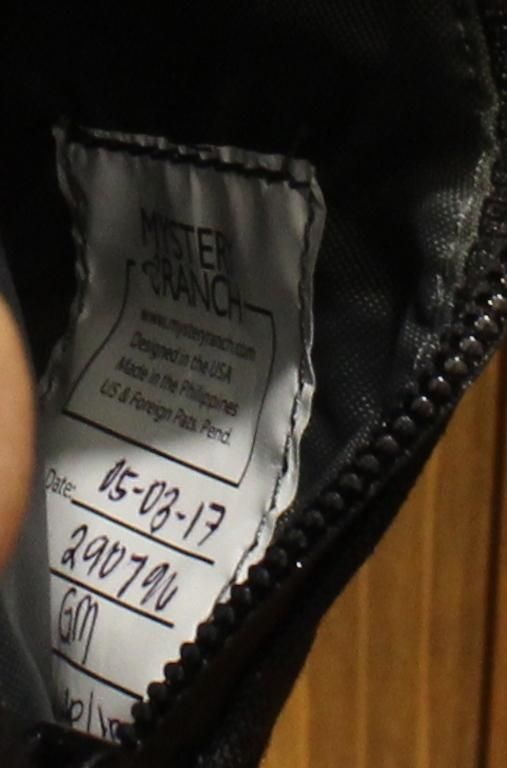 MYSTERY
RANCH
www.mysteryranch.com
Designed in the USA
Made in the Philippines
US & Foreign Pats. Pend.
Date: 05-03-17
290790
GM